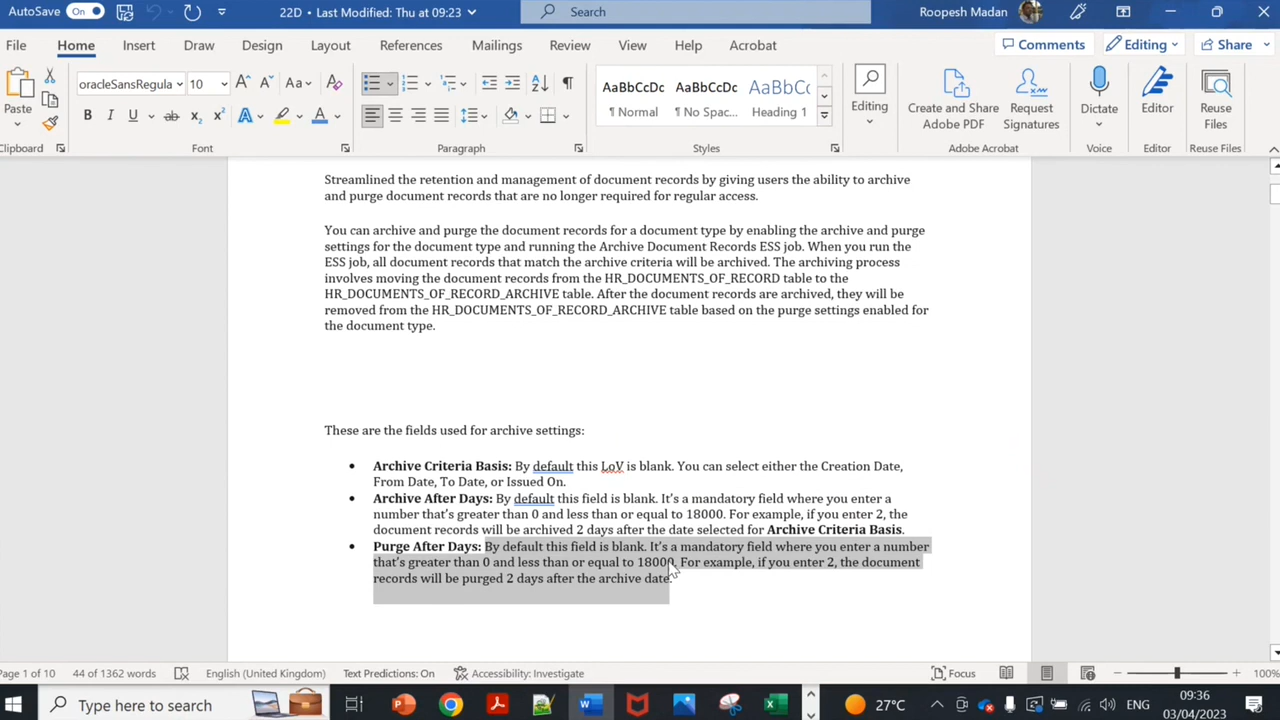 AutoSave On 22D • Last Modified: Thu at 09:23 Search Roopesh Madan
File Home Insert Draw Design Layout References Mailings Review View Help Acrobat Comments Editing Share
oracleSansRegula 10 Aa AaBbCcDc AaBbCcDc AaBbCc
Paste B I U ab x₂ x² A A ¶ Normal ¶ No Spac... Heading 1 Editing Create and Share Adobe PDF Request Signatures Dictate Editor Reuse Files
Clipboard Font Paragraph Styles Adobe Acrobat Voice Editor Reuse Files
Streamlined the retention and management of document records by giving users the ability to archive
and purge document records that are no longer required for regular access.
You can archive and purge the document records for a document type by enabling the archive and purge
settings for the document type and running the Archive Document Records ESS job. When you run the
ESS job, all document records that match the archive criteria will be archived. The archiving process
involves moving the document records from the HR_DOCUMENTS_OF_RECORD table to the
HR_DOCUMENTS_OF_RECORD_ARCHIVE table. After the document records are archived, they will be
removed from the HR_DOCUMENTS_OF_RECORD_ARCHIVE table based on the purge settings enabled for
the document type.
These are the fields used for archive settings:
• Archive Criteria Basis: By default this LoV is blank. You can select either the Creation Date,
From Date, To Date, or Issued On.
• Archive After Days: By default this field is blank. It's a mandatory field where you enter a
number that's greater than 0 and less than or equal to 18000. For example, if you enter 2, the
document records will be archived 2 days after the date selected for Archive Criteria Basis.
• Purge After Days: By default this field is blank. It's a mandatory field where you enter a number
that's greater than 0 and less than or equal to 18000. For example, if you enter 2, the document
records will be purged 2 days after the archive date.
Page 1 of 10 44 of 1362 words English (United Kingdom) Text Predictions: On Accessibility: Investigate Focus 100%
Type here to search 27°C ENG 09:36
03/04/2023